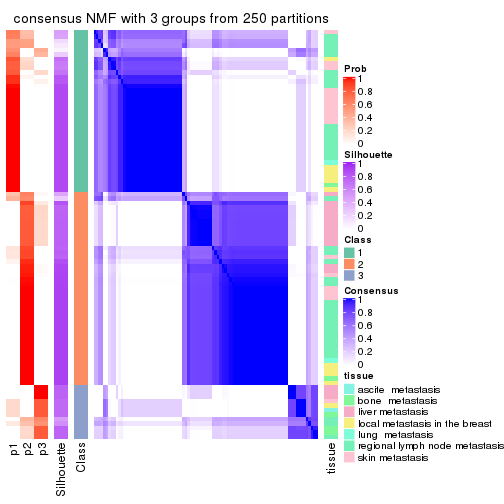 consensus NMF with 3 groups from 250 partitions
Prob
1
0.8
0.6
0.4
0.2
0
Silhouette
1
0.8
0.6
0.4
0.2
0
Class
1
2
3
Consensus
1
0.8
0.6
0.4
0.2
0
tissue
ascite metastasis
bone metastasis
liver metastasis
local metastasis in the breast
lung metastasis
regional lymph node metastasis
skin metastasis
p1
p2
p3
Silhouette
Class
tissue